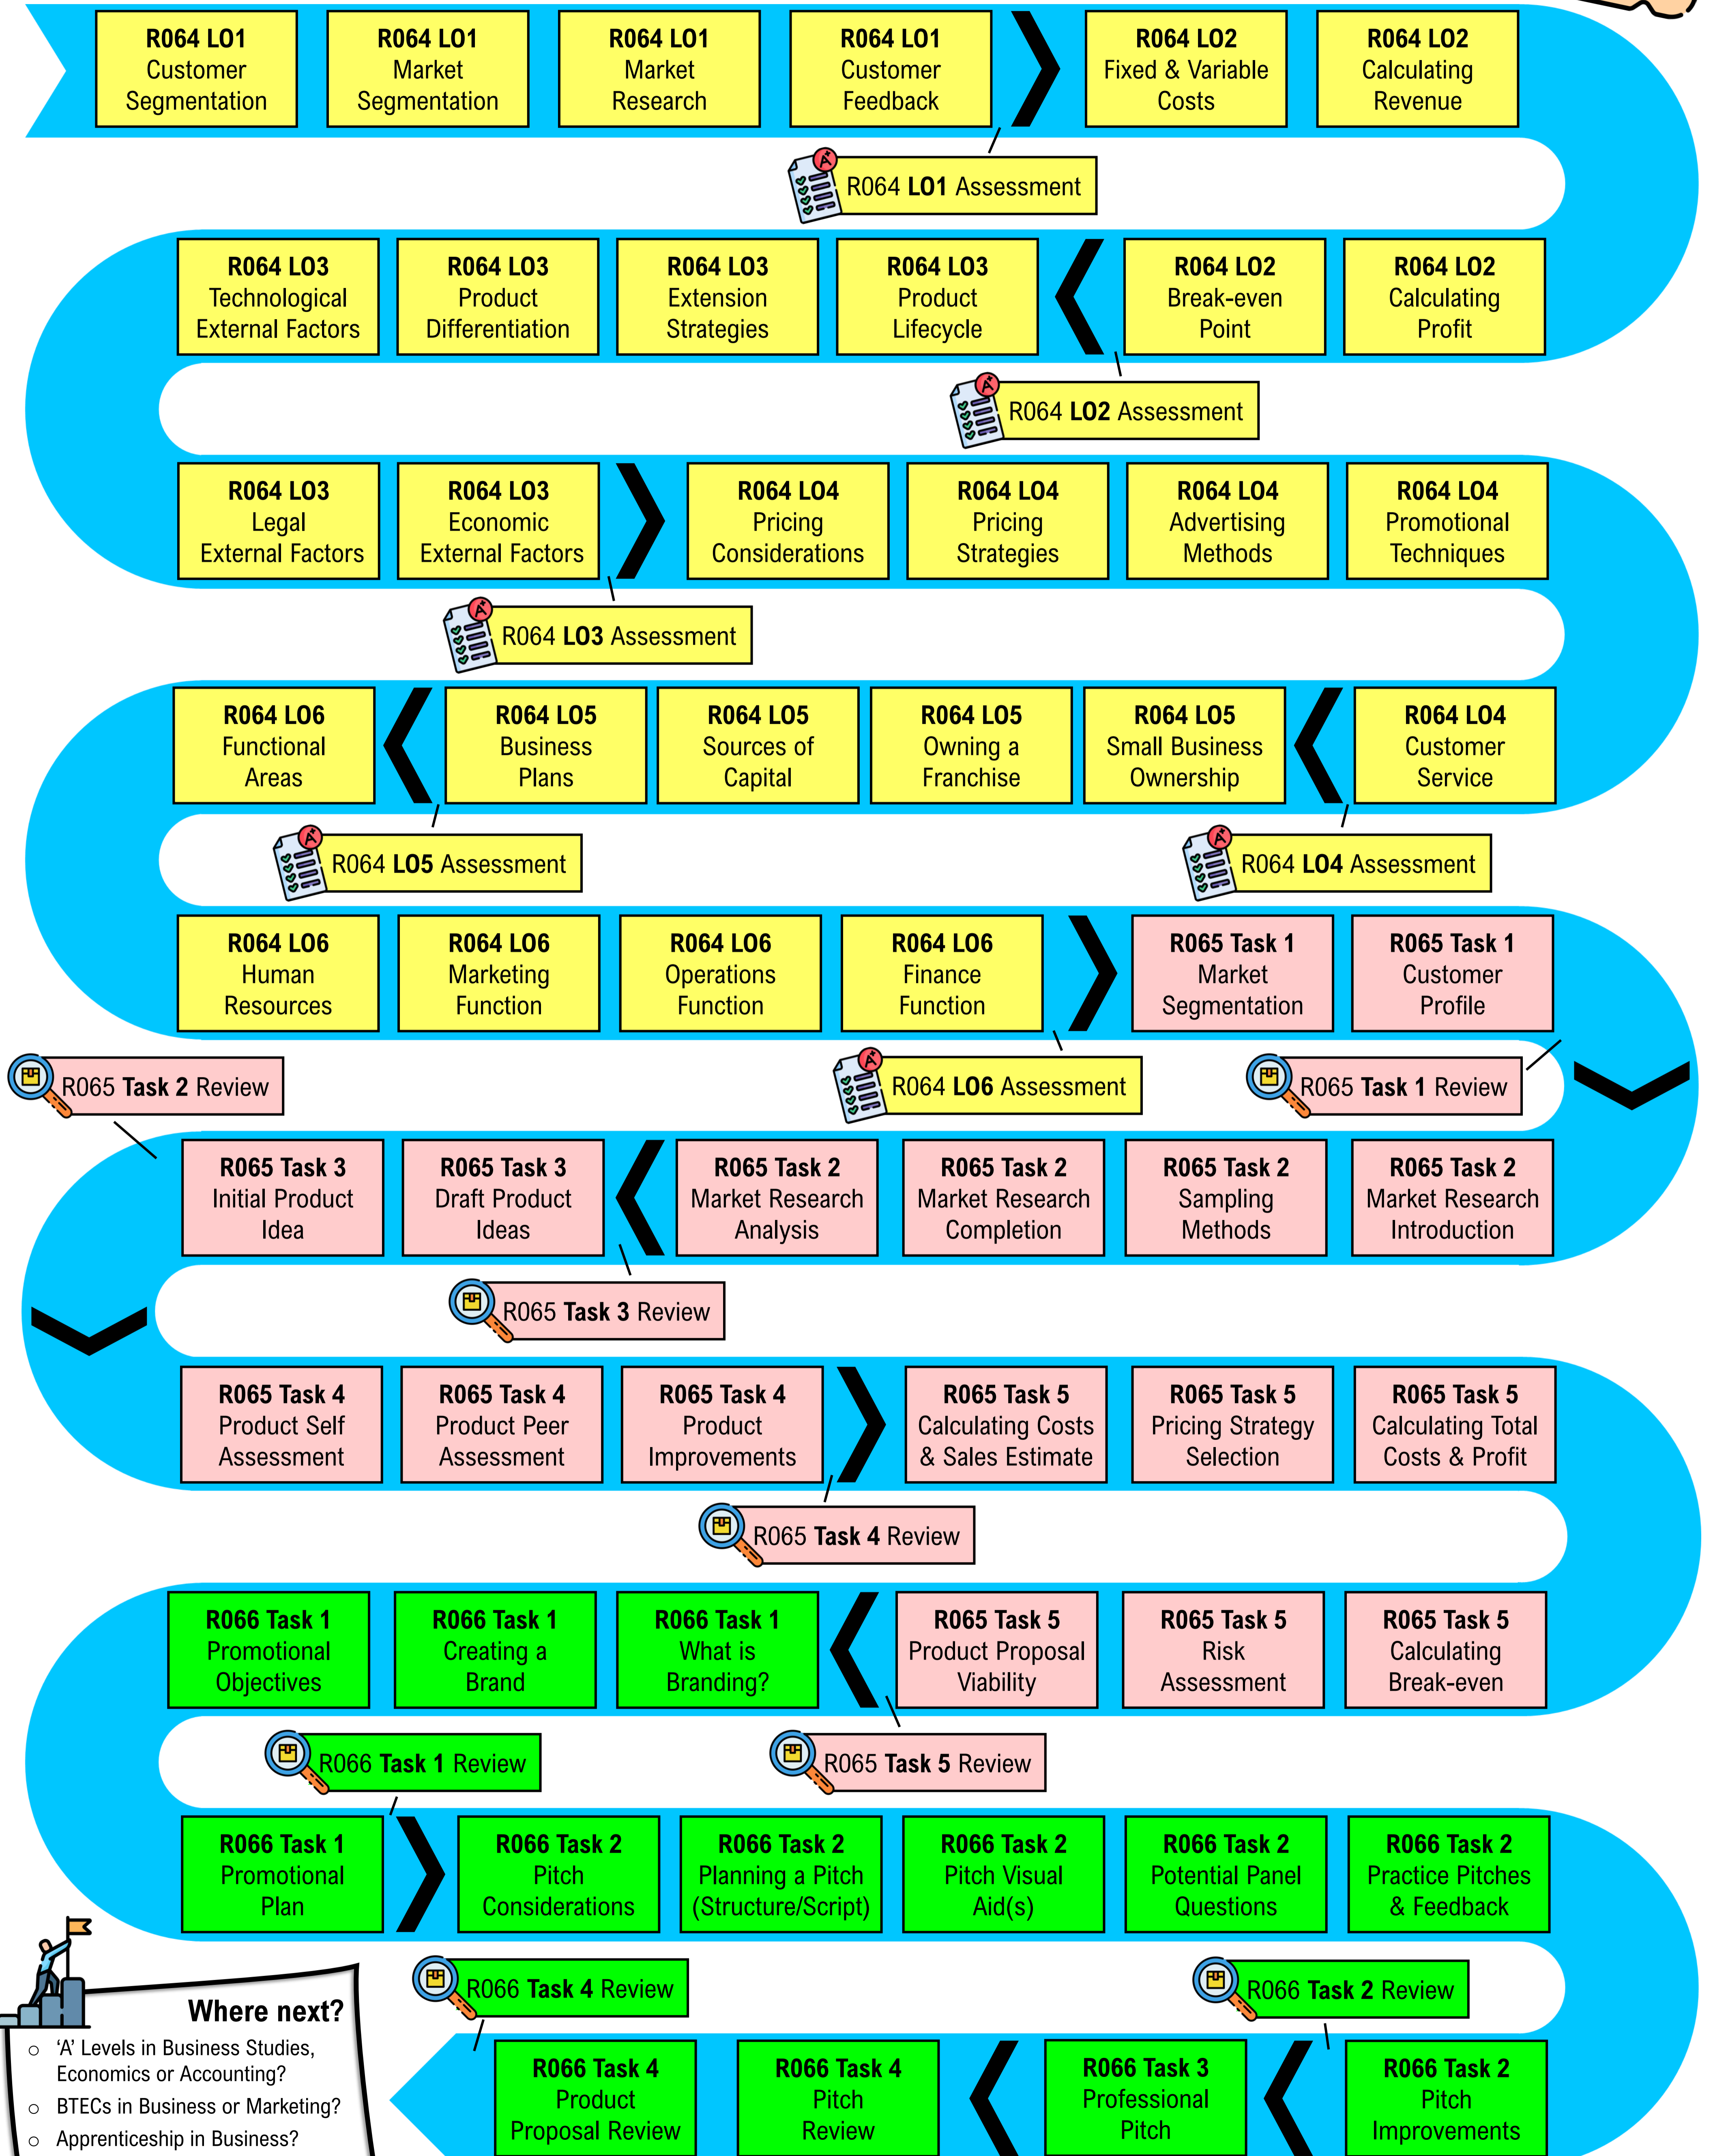 R064 LO1
Customer
Segmentation
R064 LO1
Market
Segmentation
R064 LO1
Market
Research
R064 LO1
Customer
Feedback
R064 LO2
Fixed & Variable
Costs
R064 LO2
Calculating
Revenue
R064 LO1 Assessment
R064 LO3
Technological
External Factors
R064 LO3
Product
Differentiation
R064 LO3
Extension
Strategies
R064 LO3
Product
Lifecycle
R064 LO2
Break-even
Point
R064 LO2
Calculating
Profit
R064 LO2 Assessment
R064 LO3
Legal
External Factors
R064 LO3
Economic
External Factors
R064 LO4
Pricing
Considerations
R064 LO4
Pricing
Strategies
R064 LO4
Advertising
Methods
R064 LO4
Promotional
Techniques
R064 LO3 Assessment
R064 LO6
Functional
Areas
R064 LO5
Business
Plans
R064 LO5
Sources of
Capital
R064 LO5
Owning a
Franchise
R064 LO5
Small Business
Ownership
R064 LO4
Customer
Service
R064 LO5 Assessment
R064 LO4 Assessment
R064 LO6
Human
Resources
R064 LO6
Marketing
Function
R064 LO6
Operations
Function
R064 LO6
Finance
Function
R065 Task 1
Market
Segmentation
R065 Task 1
Customer
Profile
R065 Task 2 Review
R064 LO6 Assessment
R065 Task 1 Review
R065 Task 3
Initial Product
Idea
R065 Task 3
Draft Product
Ideas
R065 Task 2
Market Research
Analysis
R065 Task 2
Market Research
Completion
R065 Task 2
Sampling
Methods
R065 Task 2
Market Research
Introduction
R065 Task 3 Review
R065 Task 4
Product Self
Assessment
R065 Task 4
Product Peer
Assessment
R065 Task 4
Product
Improvements
R065 Task 5
Calculating Costs
& Sales Estimate
R065 Task 5
Pricing Strategy
Selection
R065 Task 5
Calculating Total
Costs & Profit
R065 Task 4 Review
R066 Task 1
Promotional
Objectives
R066 Task 1
Creating a
Brand
R066 Task 1
What is
Branding?
R065 Task 5
Product Proposal
Viability
R065 Task 5
Risk
Assessment
R065 Task 5
Calculating
Break-even
R066 Task 1 Review
R065 Task 5 Review
R066 Task 1
Promotional
Plan
R066 Task 2
Pitch
Considerations
R066 Task 2
Planning a Pitch
(Structure/Script)
R066 Task 2
Pitch Visual
Aid(s)
R066 Task 2
Potential Panel
Questions
R066 Task 2
Practice Pitches
& Feedback
R066 Task 4 Review
R066 Task 2 Review
Where next?
○ ‘A’ Levels in Business Studies,
Economics or Accounting?
○ BTECs in Business or Marketing?
○ Apprenticeship in Business?
R066 Task 4
Product
Proposal Review
R066 Task 4
Pitch
Review
R066 Task 3
Professional
Pitch
R066 Task 2
Pitch
Improvements